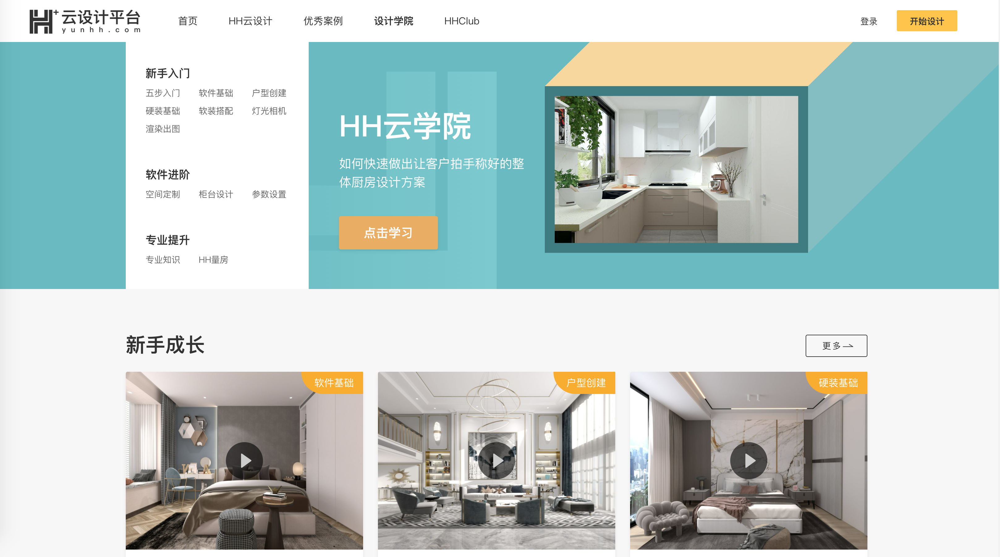 云设计平台
yunhh.com
首页 HH云设计 优秀案例 设计学院 HHClub 登录 开始设计
新手入门
五步入门 软件基础 户型创建
硬装基础 软装搭配 灯光相机
渲染出图
软件进阶
空间定制 柜台设计 参数设置
专业提升
专业知识 HH量房
HH云学院
如何快速做出让客户拍手称好的整
体厨房设计方案
点击学习
新手成长
更多
软件基础
户型创建
硬装基础